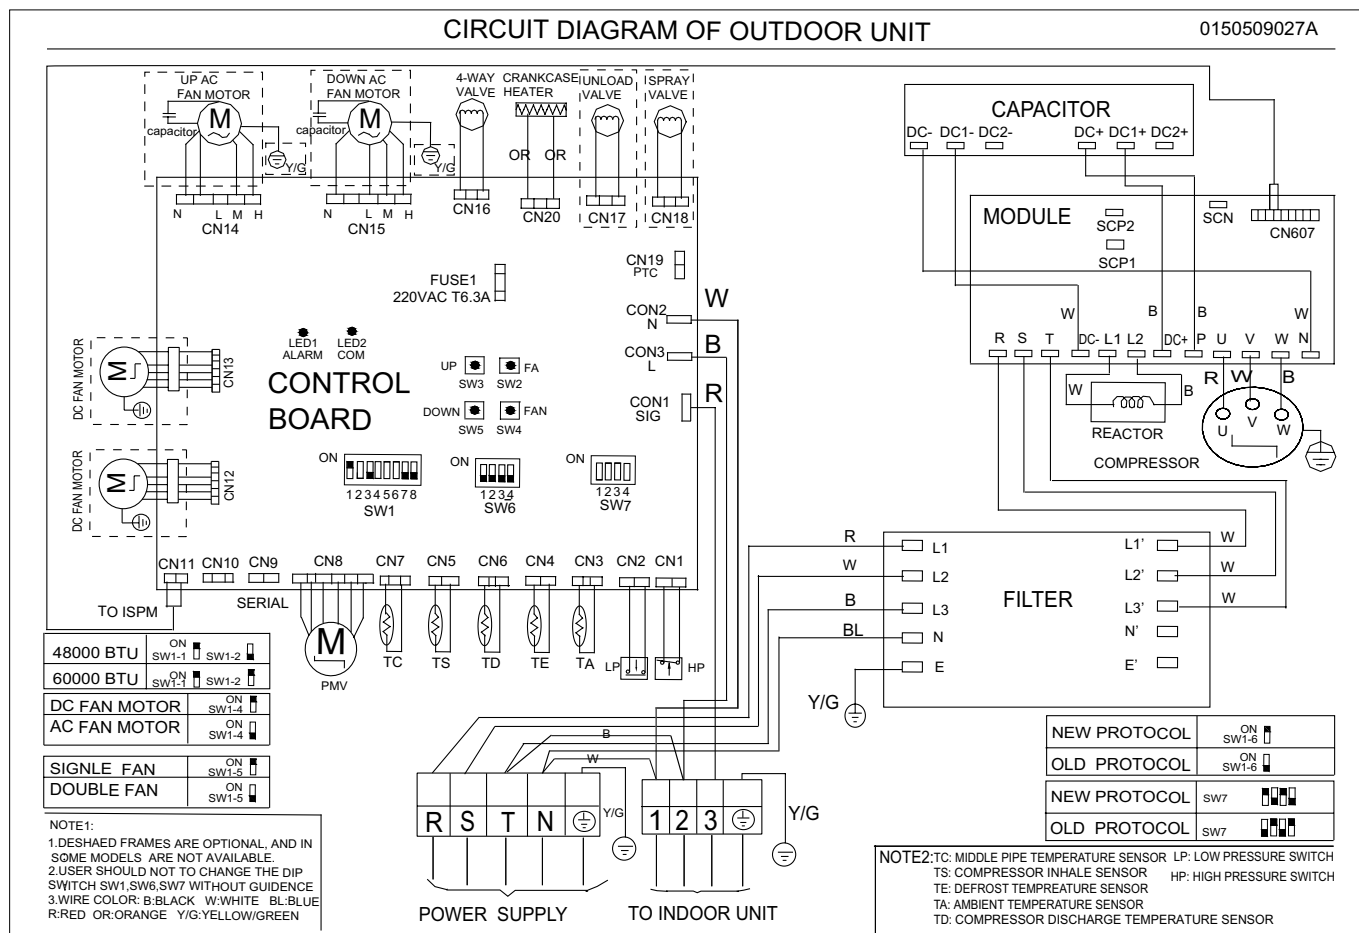 CIRCUIT DIAGRAM OF OUTDOOR UNIT
0150509027A
UP AC
FAN MOTOR
M
capacitor
Y/G
N L M H
CN14
DOWN AC
FAN MOTOR
M
capacitor
Y/G
N L M H
CN15
4-WAY
VALVE
CN16
CRANKCASE
HEATER
OR OR
CN20
UNLOAD
VALVE
CN17
SPRAY
VALVE
CN18
CAPACITOR
DC- DC1- DC2- DC+ DC1+ DC2+
MODULE
SCP2
SCP1
SCN
CN607
W B B W
R S T DC- L1 L2 DC+ P U V W N
W B
REACTOR
R W B
U V W
COMPRESSOR
FUSE1
220VAC T6.3A
CN19
PTC
CON2
N
W
CON3
L
B
CON1
SIG
R
LED1
ALARM
LED2
COM
CONTROL
BOARD
UP SW3 SW2 FA
DOWN SW5 SW4 FAN
ON
12345678
SW1
ON
1234
SW6
ON
1234
SW7
DC FAN MOTOR
M
CN13
DC FAN MOTOR
M
CN12
CN11 CN10 CN9 CN8 CN7 CN5 CN6 CN4 CN3 CN2 CN1
TO ISPM
SERIAL
M
PMV
TC TS TD TE TA LP HP
FILTER
R L1 L1' W
W L2 L2' W
B L3 L3' W
BL N N'
E E'
Y/G
48000 BTU ON SW1-1 SW1-2
60000 BTU ON SW1-1 SW1-2
DC FAN MOTOR ON SW1-4
AC FAN MOTOR ON SW1-4
SIGNLE FAN ON SW1-5
DOUBLE FAN ON SW1-5
B
W
R S T N
Y/G
POWER SUPPLY
1 2 3
Y/G
TO INDOOR UNIT
NEW PROTOCOL ON SW1-6
OLD PROTOCOL ON SW1-6
NEW PROTOCOL SW7
OLD PROTOCOL SW7
NOTE1:
1.DESHAED FRAMES ARE OPTIONAL, AND IN
SOME MODELS ARE NOT AVAILABLE.
2.USER SHOULD NOT TO CHANGE THE DIP
SWITCH SW1,SW6,SW7 WITHOUT GUIDENCE
3.WIRE COLOR: B:BLACK W:WHITE BL:BLUE
R:RED OR:ORANGE Y/G:YELLOW/GREEN
NOTE2:TC: MIDDLE PIPE TEMPERATURE SENSOR LP: LOW PRESSURE SWITCH
TS: COMPRESSOR INHALE SENSOR HP: HIGH PRESSURE SWITCH
TE: DEFROST TEMPREATURE SENSOR
TA: AMBIENT TEMPERATURE SENSOR
TD: COMPRESSOR DISCHARGE TEMPERATURE SENSOR